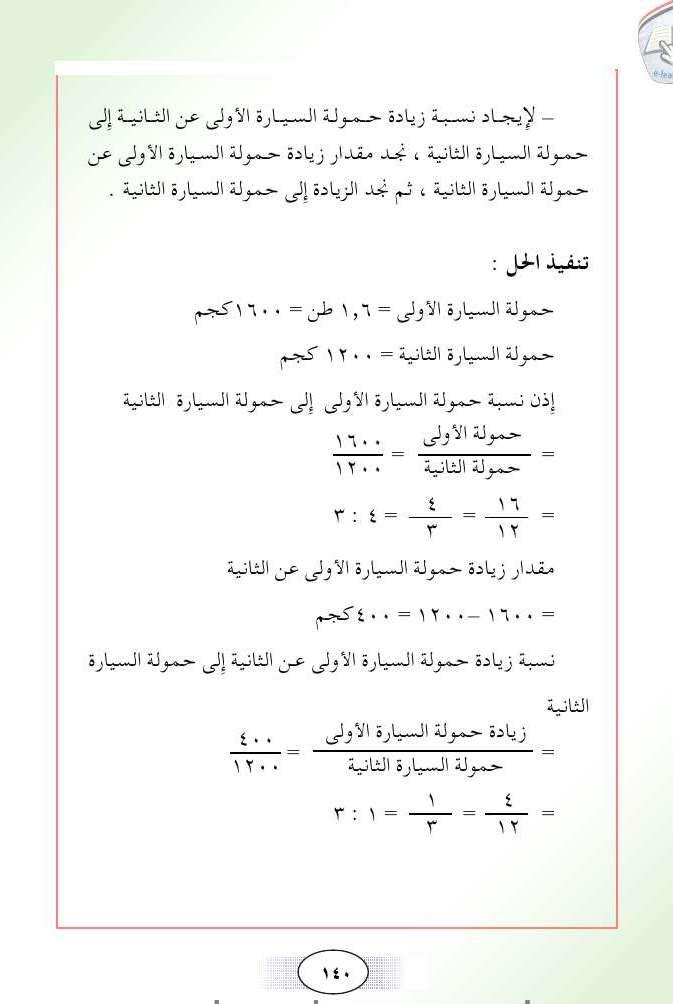 – لإيجاد نسبة زيادة حمولة السيارة الأولى عن الثانية إلى
حمولة السيارة الثانية ، نجد مقدار زيادة حمولة السيارة الأولى عن
حمولة السيارة الثانية ، ثم نجد الزيادة إلى حمولة السيارة الثانية .
تنفيذ الحل :
حمولة السيارة الأولى = ١,٦ طن = ١٦٠٠كجم
حمولة السيارة الثانية = ١٢٠٠ كجم
إذن نسبة حمولة السيارة الأولى إلى حمولة السيارة الثانية
= حمولة الأولى / حمولة الثانية = ١٦٠٠ / ١٢٠٠
= ١٦ / ١٢ = ٤ / ٣ = ٤ : ٣
مقدار زيادة حمولة السيارة الأولى عن الثانية
= ١٦٠٠ – ١٢٠٠ = ٤٠٠كجم
نسبة زيادة حمولة السيارة الأولى عن الثانية إلى حمولة السيارة
الثانية
= زيادة حمولة السيارة الأولى / حمولة السيارة الثانية = ٤٠٠ / ١٢٠٠
= ٤ / ١٢ = ١ / ٣ = ١ : ٣
١٤٠